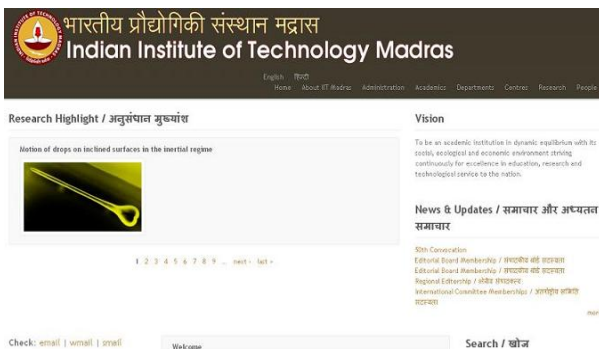 भारतीय प्रौद्योगिकी संस्थान मद्रास
Indian Institute of Technology Madras
English हिन्दी
Home About IIT Madras Administration Academics Departments Centres Research People
Research Highlight / अनुसंधान मुख्यांश
Motion of drops on inclined surfaces in the inertial regime
1 2 3 4 5 6 7 8 9 … next › last »
Vision
To be an academic institution in dynamic equilibrium with its
social, ecological and economic environment striving
continuously for excellence in education, research and
technological service to the nation.
News & Updates / समाचार और अध्यतन
समाचार
50th Convocation
Editorial Board Membership / संपादकीय बोर्ड सदस्यता
Editorial Board Membership / संपादकीय बोर्ड सदस्यता
Regional Editorship / क्षेत्रीय संपादकत्व
International Committee Memberships / अंतर्राष्ट्रीय समिति
सदस्यता
more
Check: email | wmail | smail
Welcome
Search / खोज